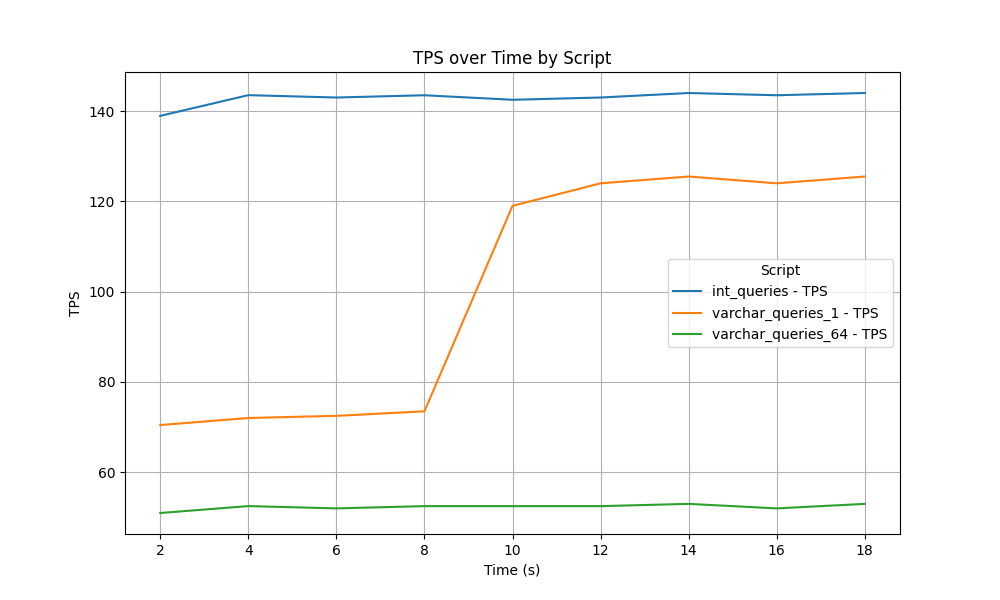 TPS over Time by Script
TPS
140
120
100
80
60
Script
int_queries - TPS
varchar_queries_1 - TPS
varchar_queries_64 - TPS
2 4 6 8 10 12 14 16 18
Time (s)